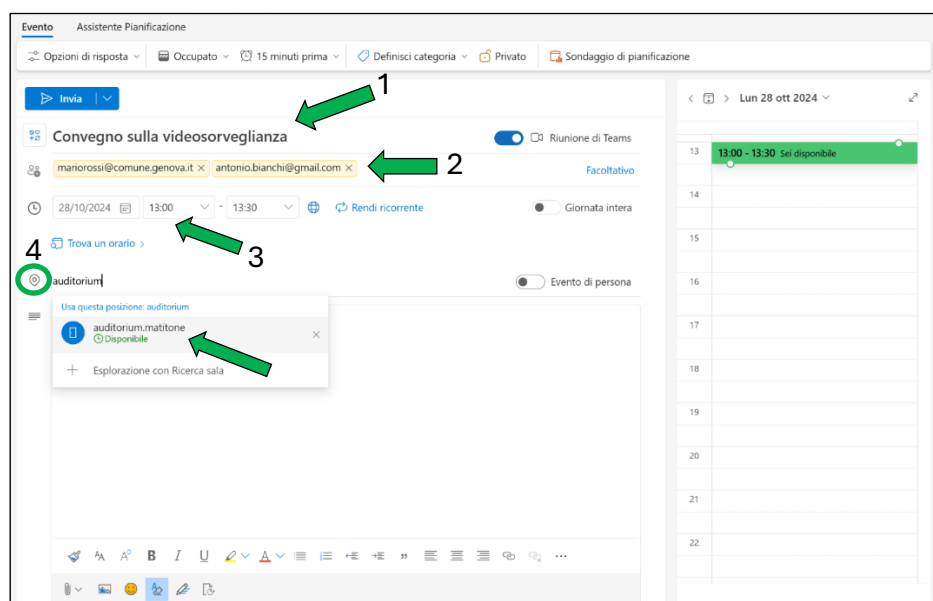 Evento Assistente Pianificazione
Opzioni di risposta Occupato 15 minuti prima Definisci categoria Privato Sondaggio di pianificazione
Invia
1
Lun 28 ott 2024
Convegno sulla videosorveglianza
Riunione di Teams
mariorossi@comune.genova.it antonio.bianchi@gmail.com
2
Facoltativo
28/10/2024 13:00 - 13:30 Rendi ricorrente
Giornata intera
3
Trova un orario
4
auditorium
Evento di persona
Usa questa posizione: auditorium
auditorium.matitone
Disponibile
Esplorazione con Ricerca sala
B I U A
13 13:00 - 13:30 Sei disponibile
14
15
16
17
18
19
20
21
22